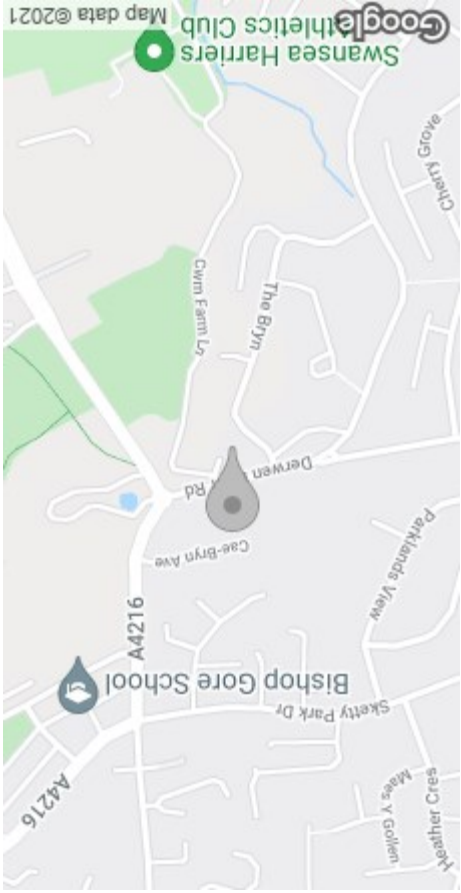 Heather Cres
Maes Y Gollen
A4216
Sketty Park Dr
Bishop Gore School
A4216
Parklands View
Cae-Bryn Ave
Derwen Rd
The Bryn
Cwm Farm Ln
Cherry Grove
Swansea Harriers
Athletics Club
Google
Map data ©2021